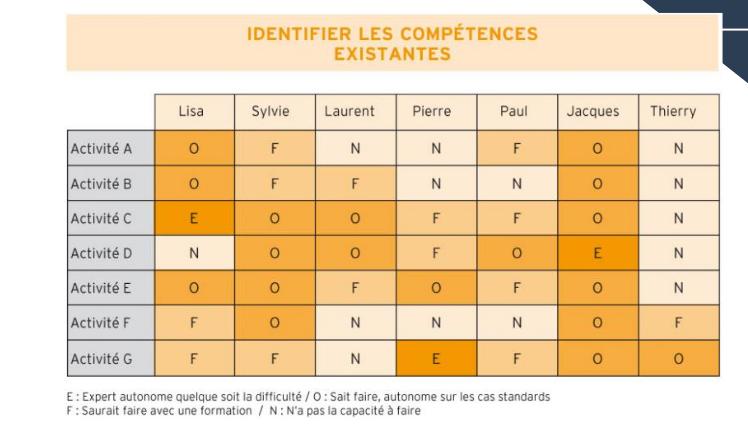 IDENTIFIER LES COMPÉTENCES
EXISTANTES
Lisa Sylvie Laurent Pierre Paul Jacques Thierry
Activité A O F N N F O N
Activité B O F F N N O N
Activité C E O O F F O N
Activité D N O O F O E N
Activité E O O F O F O N
Activité F F O N N N O F
Activité G F F N E F O O
E : Expert autonome quelque soit la difficulté / O : Sait faire, autonome sur les cas standards
F : Saurait faire avec une formation / N : N'a pas la capacité à faire